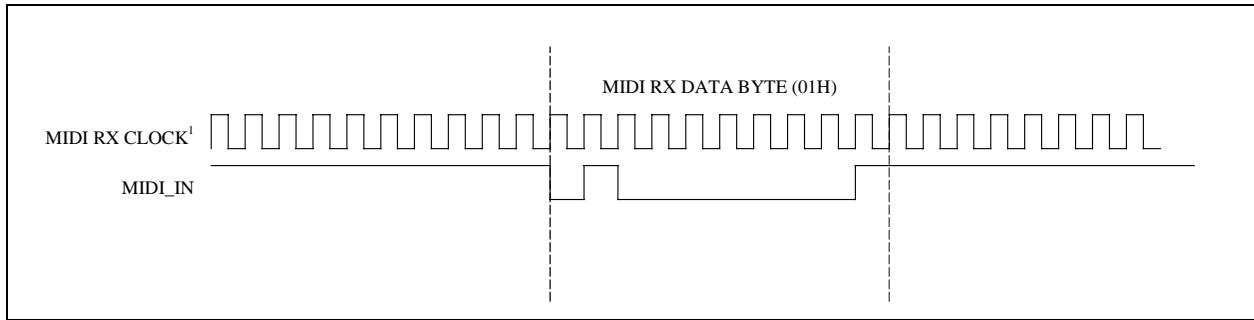 MIDI RX DATA BYTE (01H)
MIDI RX CLOCK¹
MIDI_IN